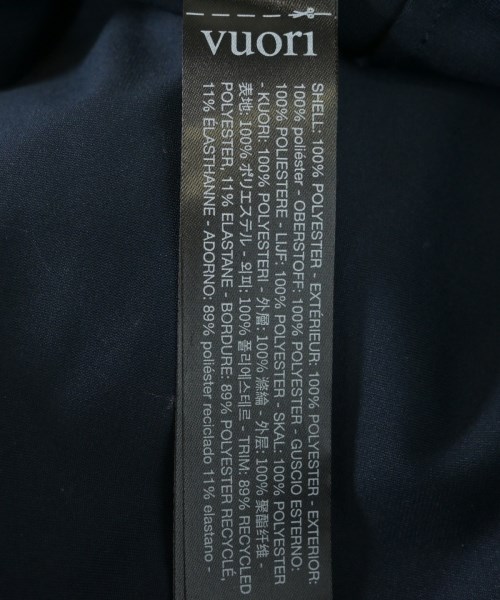 vuori
SHELL: 100% POLYESTER - EXTÉRIEUR: 100% POLYESTER - EXTERIOR:
100% poliéster - OBERSTOFF: 100% POLYESTER - GUSCIO ESTERNO:
100% POLIESTERE - LIJF: 100% POLYESTER - SKAL: 100% POLYESTER
- KUORI: 100% POLYESTERI - 外層: 100% 滌綸 - 外层: 100% 聚酯纤维 -
表地: 100% ポリエステル - 외피: 100% 폴리에스테르 - TRIM: 89% RECYCLED
POLYESTER, 11% ELASTANE - BORDURE: 89% POLYESTER RECYCLÉ,
11% ÉLASTHANNE - ADORNO: 89% poliéster reciclado 11% elastano -